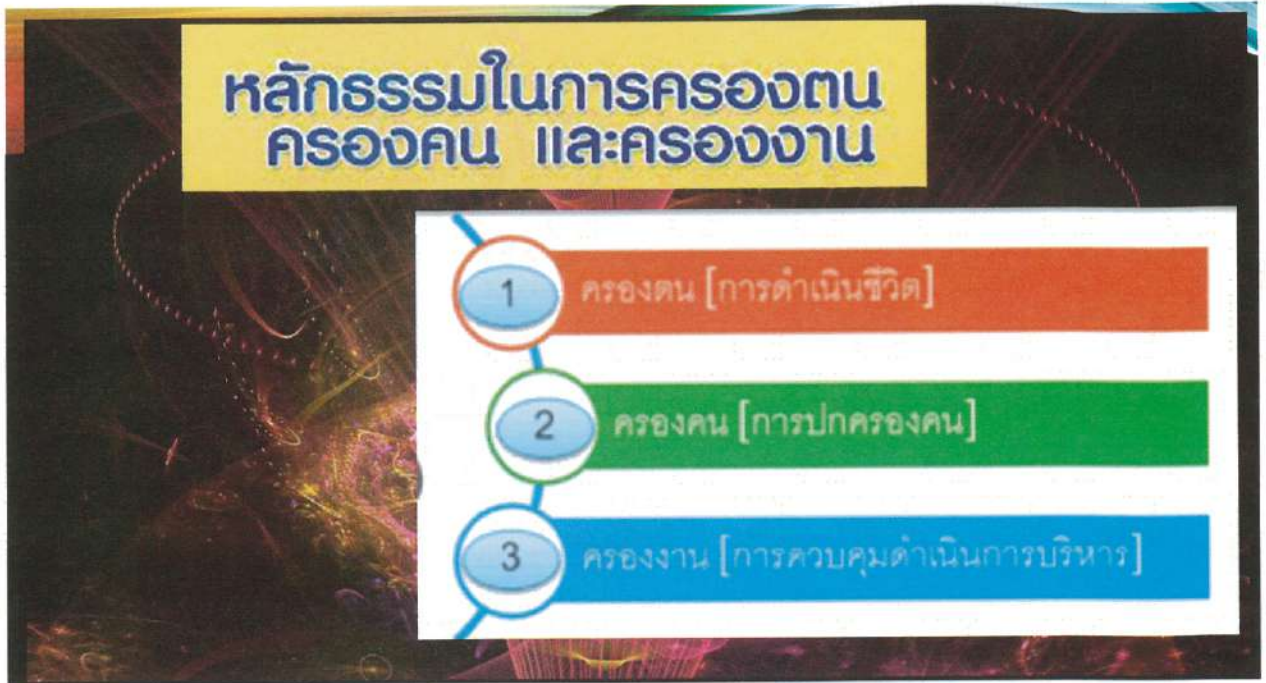 หลักธรรมในการครองตน
ครองคน และครองงาน
1 ครองตน [การดำเนินชีวิต]
2 ครองคน [การปกครองคน]
3 ครองงาน [การควบคุมดำเนินการบริหาร]